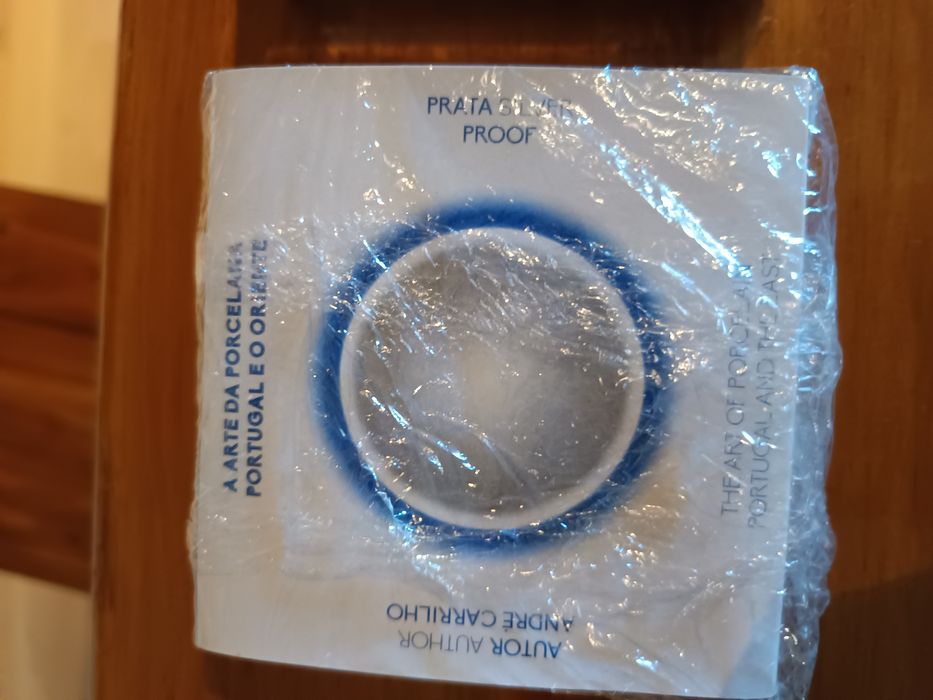 PRATA SILVER
PROOF
A ARTE DA PORCELANA
PORTUGAL E O ORIENTE
THE ART OF PORCELAIN
PORTUGAL AND THE EAST
AUTOR AUTHOR
ANDRÉ CARRILHO